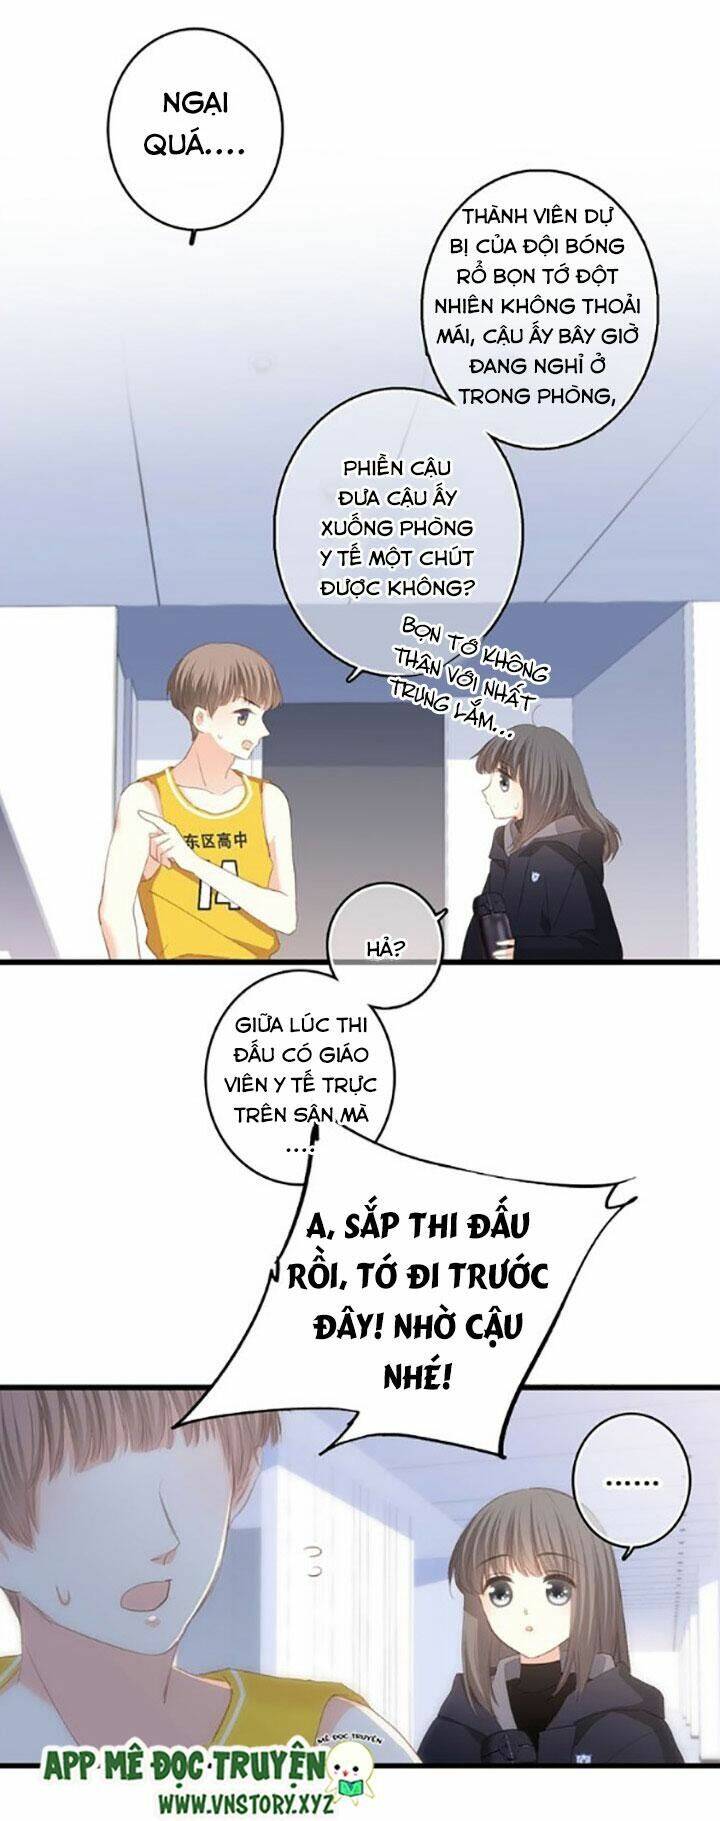 NGẠI
QUÁ....
THÀNH VIÊN DỰ
BỊ CỦA ĐỘI BÓNG
RỔ BỌN TỚ ĐỘT
NHIÊN KHÔNG THOẢI
MÁI, CẬU ẤY BÂY GIỜ
ĐANG NGHỈ Ở
TRONG PHÒNG,
PHIỀN CẬU
ĐƯA CẬU ẤY
XUỐNG PHÒNG
Y TẾ MỘT CHÚT
ĐƯỢC KHÔNG?
BỌN TỚ KHÔNG
THÂN VỚI NHẤT
TRUNG LẮM...
东区高中
14
HẢ?
GIỮA LÚC THI
ĐẤU CÓ GIÁO
VIÊN Y TẾ TRỰC
TRÊN SÂN MÀ
....
A, SẮP THI ĐẤU
RỒI, TỚ ĐI TRƯỚC
ĐÂY! NHỜ CẬU
NHÉ!
......
MÊ ĐỌC TRUYỆN
APP MÊ ĐỌC TRUYỆN
WWW.VNSTORY.XYZ